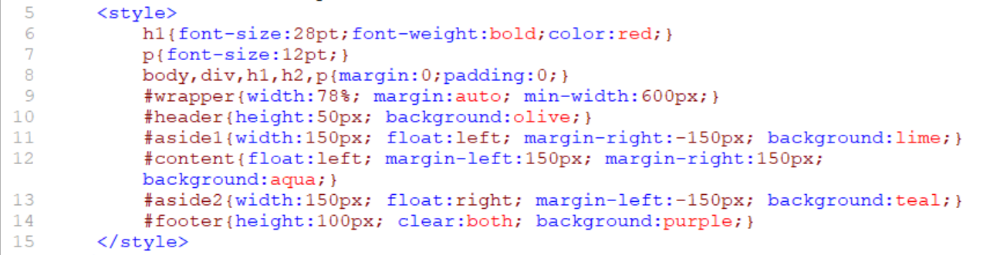 5 <style>
6 h1{font-size:28pt;font-weight:bold;color:red;}
7 p{font-size:12pt;}
8 body,div,h1,h2,p{margin:0;padding:0;}
9 #wrapper{width:78%; margin:auto; min-width:600px;}
10 #header{height:50px; background:olive;}
11 #aside1{width:150px; float:left; margin-right:-150px; background:lime;}
12 #content{float:left; margin-left:150px; margin-right:150px;
background:aqua;}
13 #aside2{width:150px; float:right; margin-left:-150px; background:teal;}
14 #footer{height:100px; clear:both; background:purple;}
15 </style>